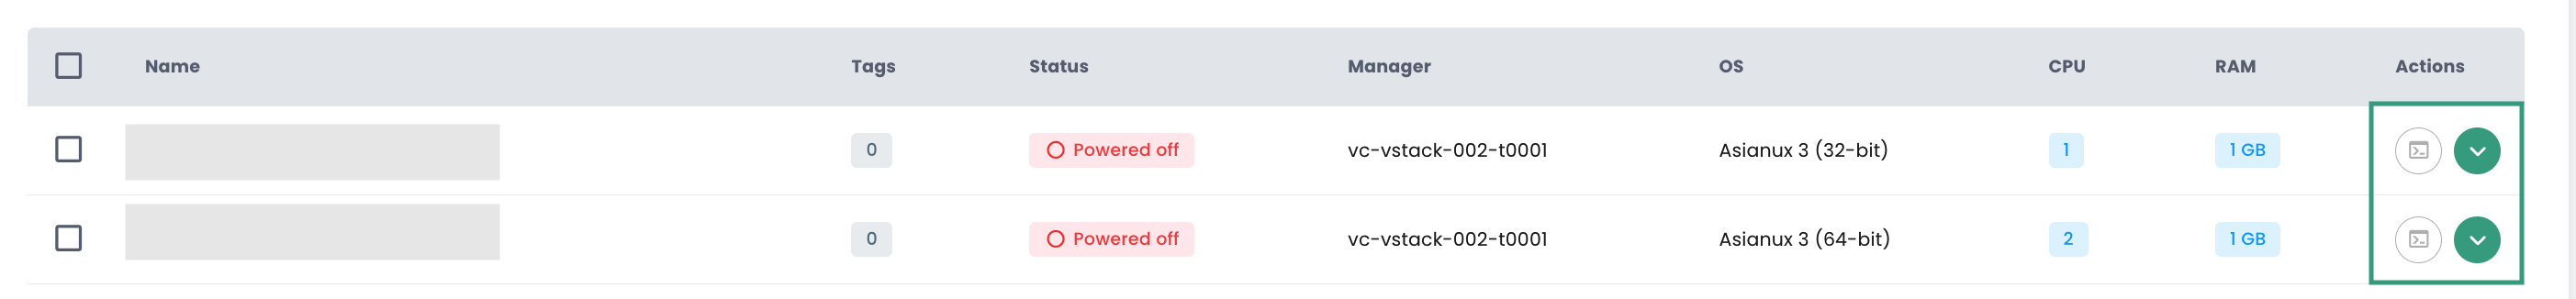 Name Tags Status Manager OS CPU RAM Actions
0 Powered off vc-vstack-002-t0001 Asianux 3 (32-bit) 1 1 GB
0 Powered off vc-vstack-002-t0001 Asianux 3 (64-bit) 2 1 GB